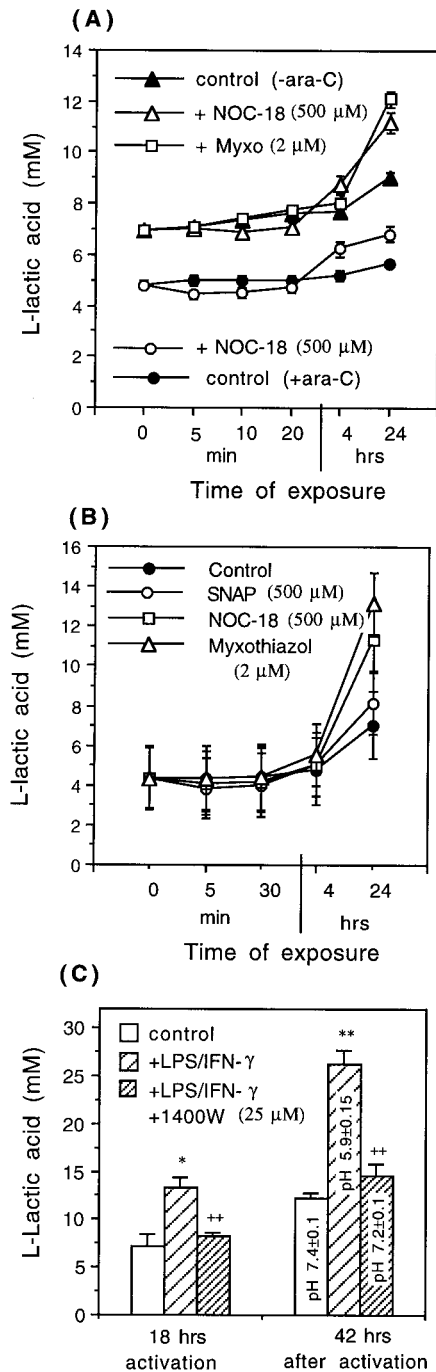 (A)
14
12
10
8
6
4
2
0
L-lactic acid (mM)
control (-ara-C)
+ NOC-18 (500 µM)
+ Myxo (2 µM)
+ NOC-18 (500 µM)
control (+ara-C)
0 5 10 20 4 24
min hrs
Time of exposure
(B)
16
14
12
10
8
6
4
2
0
L-lactic acid (mM)
Control
SNAP (500 µM)
NOC-18 (500 µM)
Myxothiazol
(2 µM)
0 5 30 4 24
min hrs
Time of exposure
(C)
30
25
20
15
10
5
0
L-Lactic acid (mM)
control
+LPS/IFN-γ
+LPS/IFN-γ
+1400W (25 µM)
*
++
**
++
pH 7.4±0.1
pH 5.9±0.15
pH 7.2±0.1
18 hrs 42 hrs
activation after activation